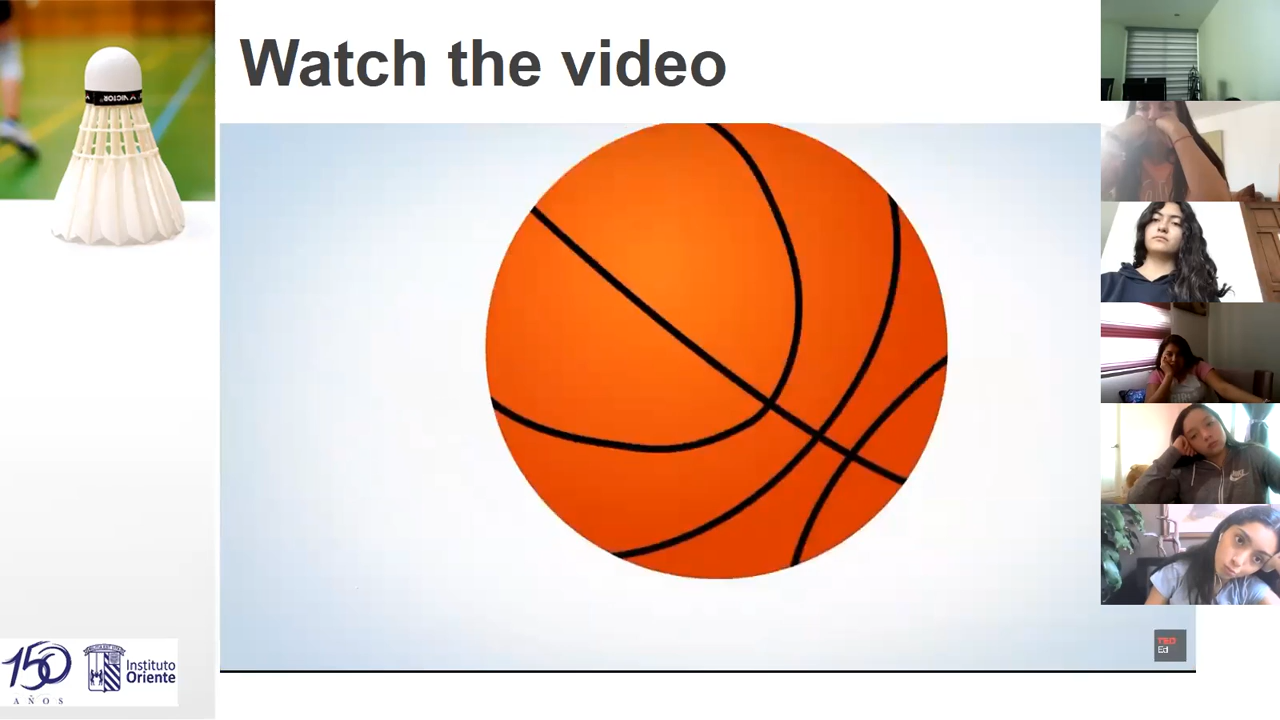 Watch the video
VICTOR
TED
Ed
150
AÑOS
Instituto
Oriente